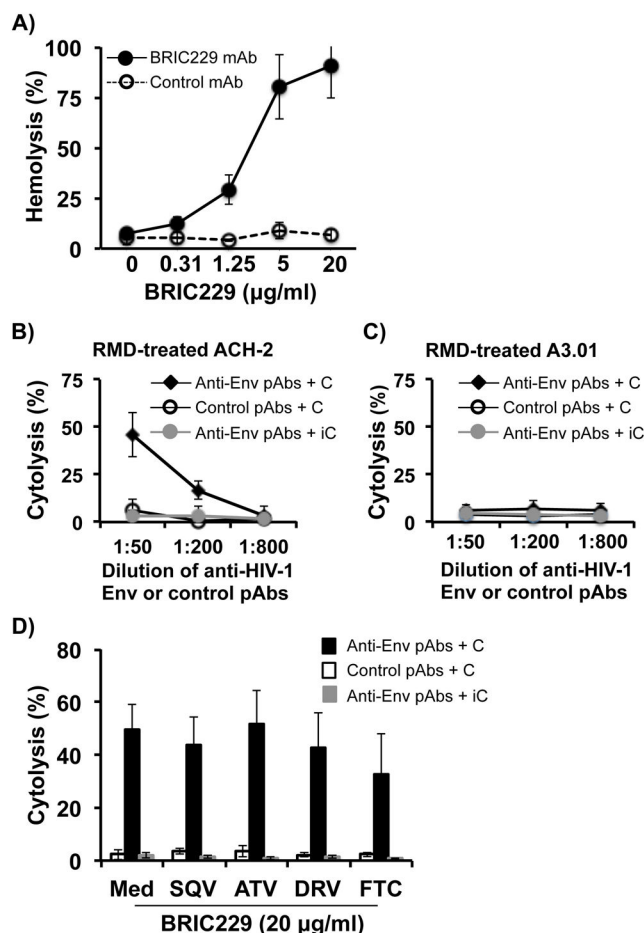 A)
100
75
50
25
0
Hemolysis (%)
BRIC229 mAb
Control mAb
0 0.31 1.25 5 20
BRIC229 (µg/ml)
B)
RMD-treated ACH-2
75
50
25
0
Cytolysis (%)
Anti-Env pAbs + C
Control pAbs + C
Anti-Env pAbs + iC
1:50 1:200 1:800
Dilution of anti-HIV-1
Env or control pAbs
C)
RMD-treated A3.01
75
50
25
0
Cytolysis (%)
Anti-Env pAbs + C
Control pAbs + C
Anti-Env pAbs + iC
1:50 1:200 1:800
Dilution of anti-HIV-1
Env or control pAbs
D)
80
60
40
20
0
Cytolysis (%)
Anti-Env pAbs + C
Control pAbs + C
Anti-Env pAbs + iC
Med SQV ATV DRV FTC
BRIC229 (20 µg/ml)